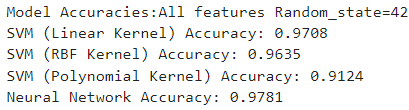 Model Accuracies:All features Random_state=42
SVM (Linear Kernel) Accuracy: 0.9708
SVM (RBF Kernel) Accuracy: 0.9635
SVM (Polynomial Kernel) Accuracy: 0.9124
Neural Network Accuracy: 0.9781